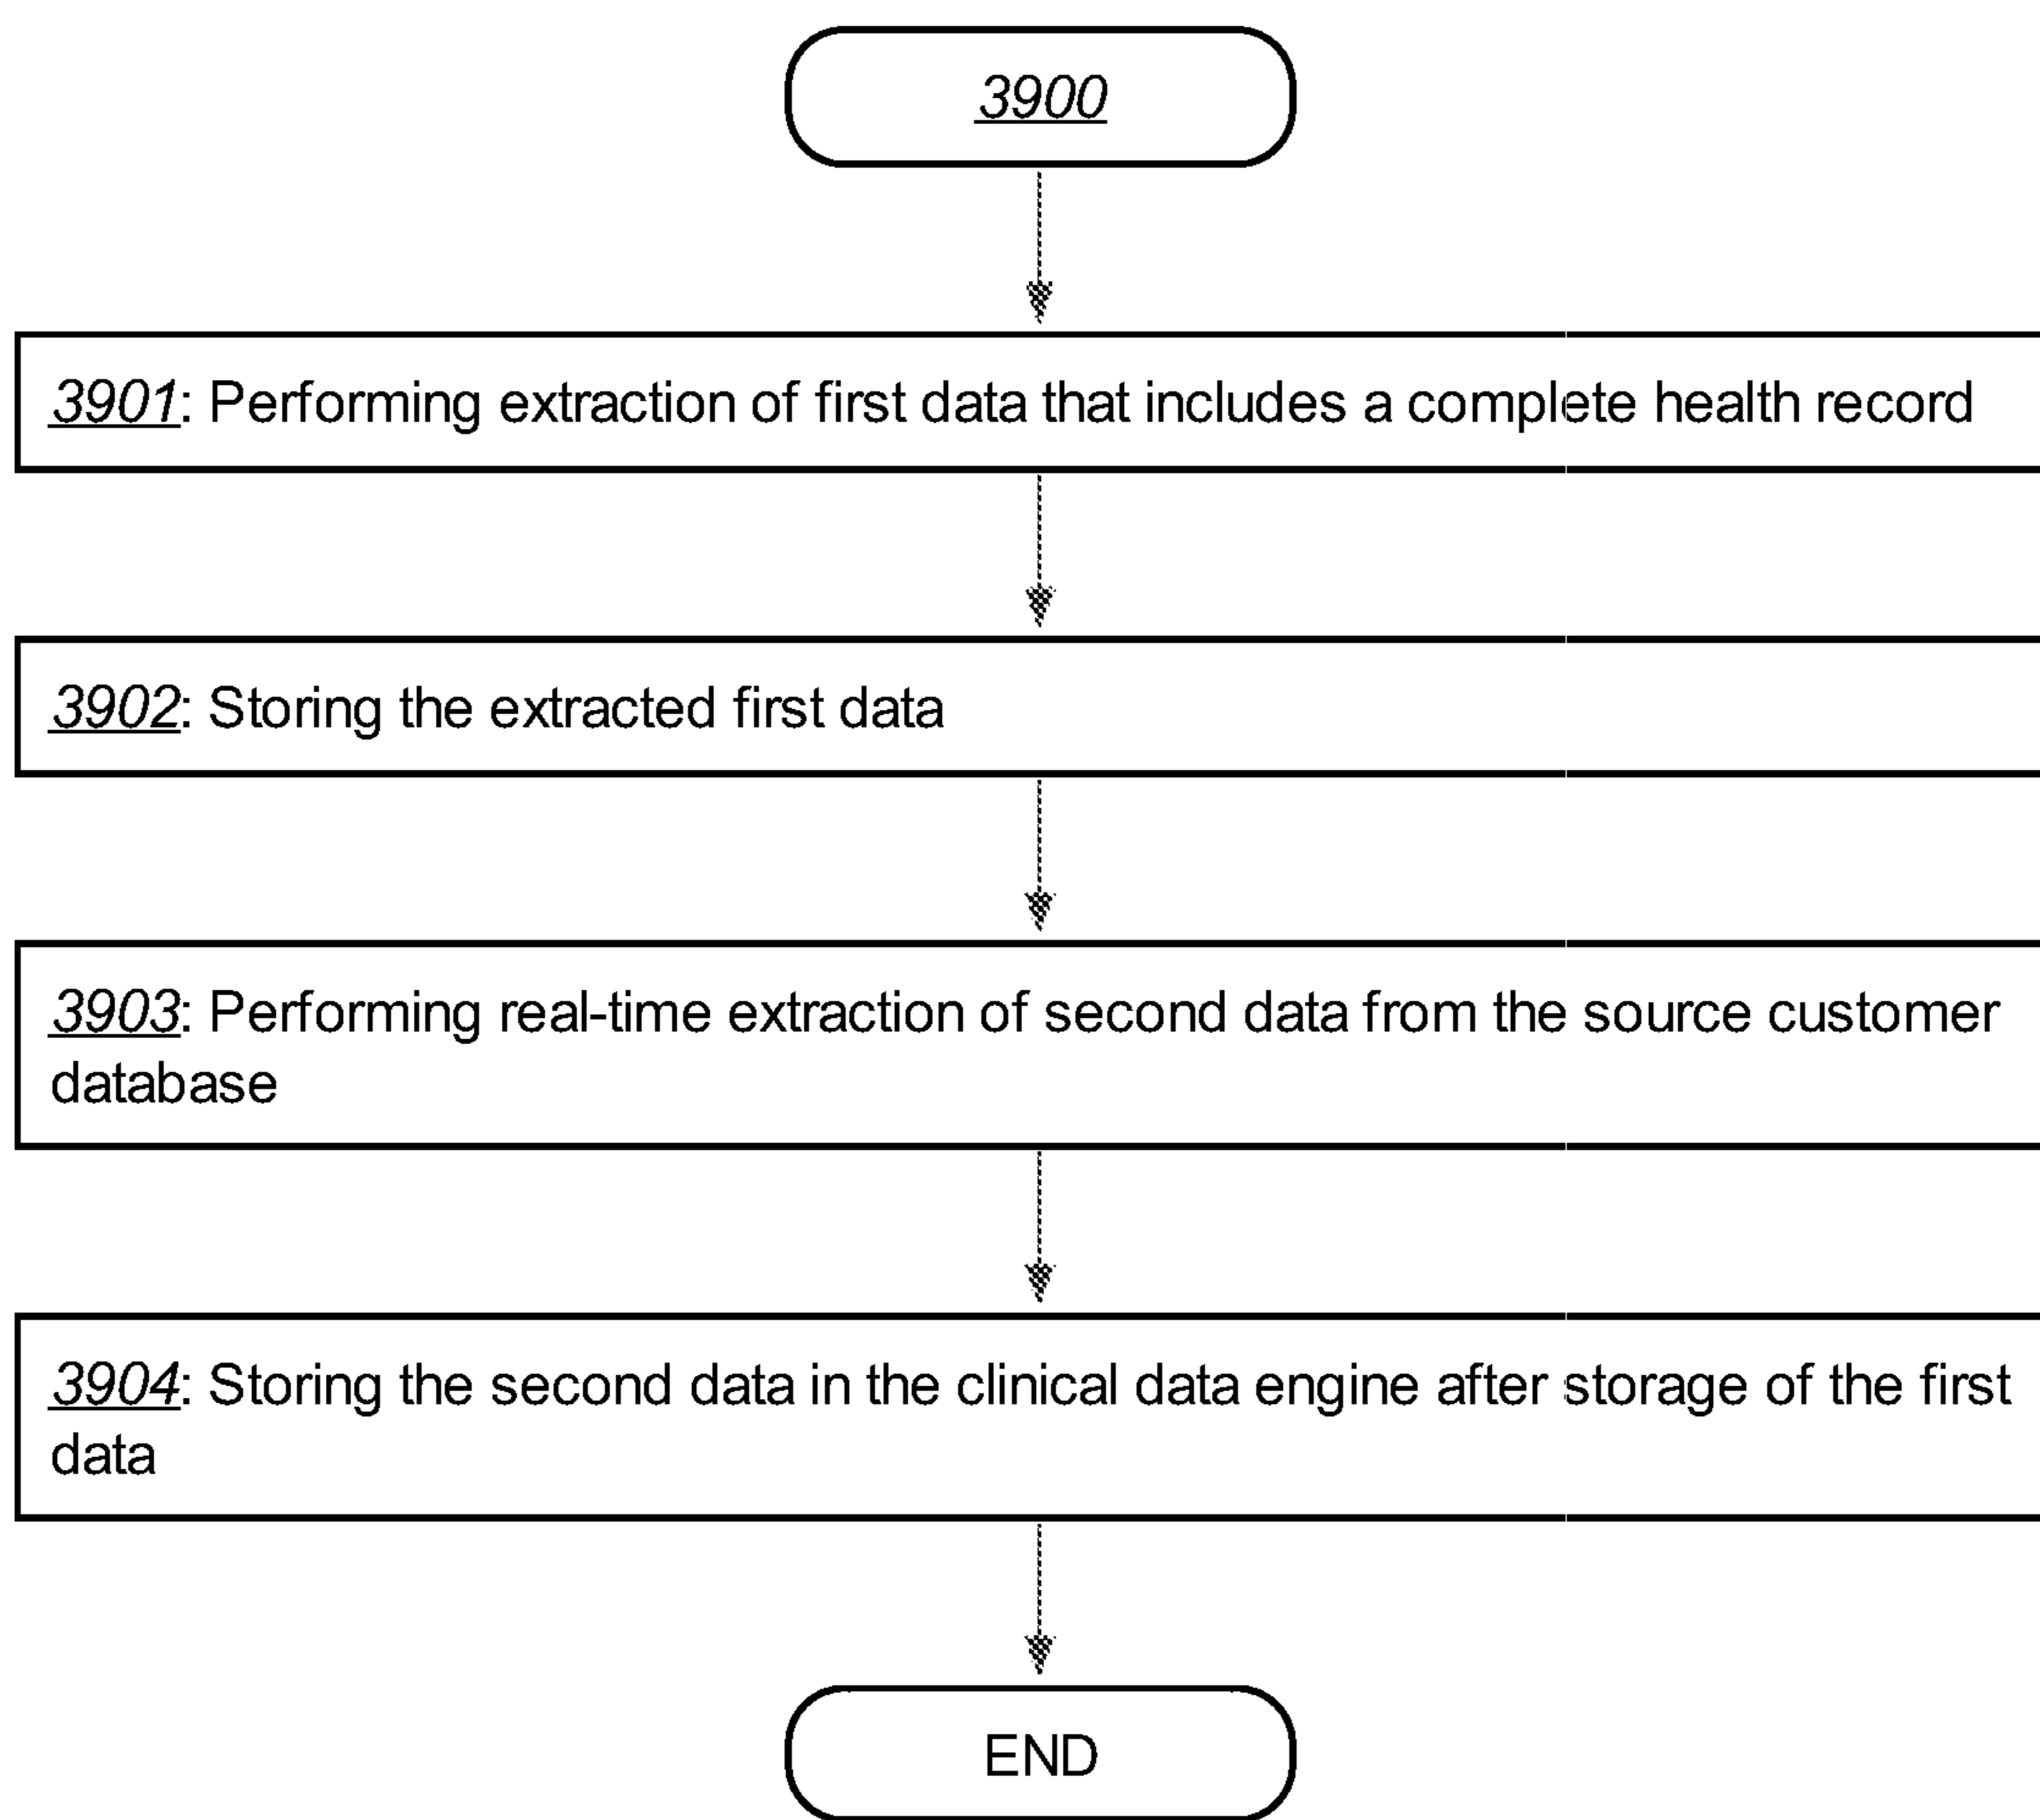 3900
3901: Performing extraction of first data that includes a complete health record
3902: Storing the extracted first data
3903: Performing real-time extraction of second data from the source customer
database
3904: Storing the second data in the clinical data engine after storage of the first
data
END